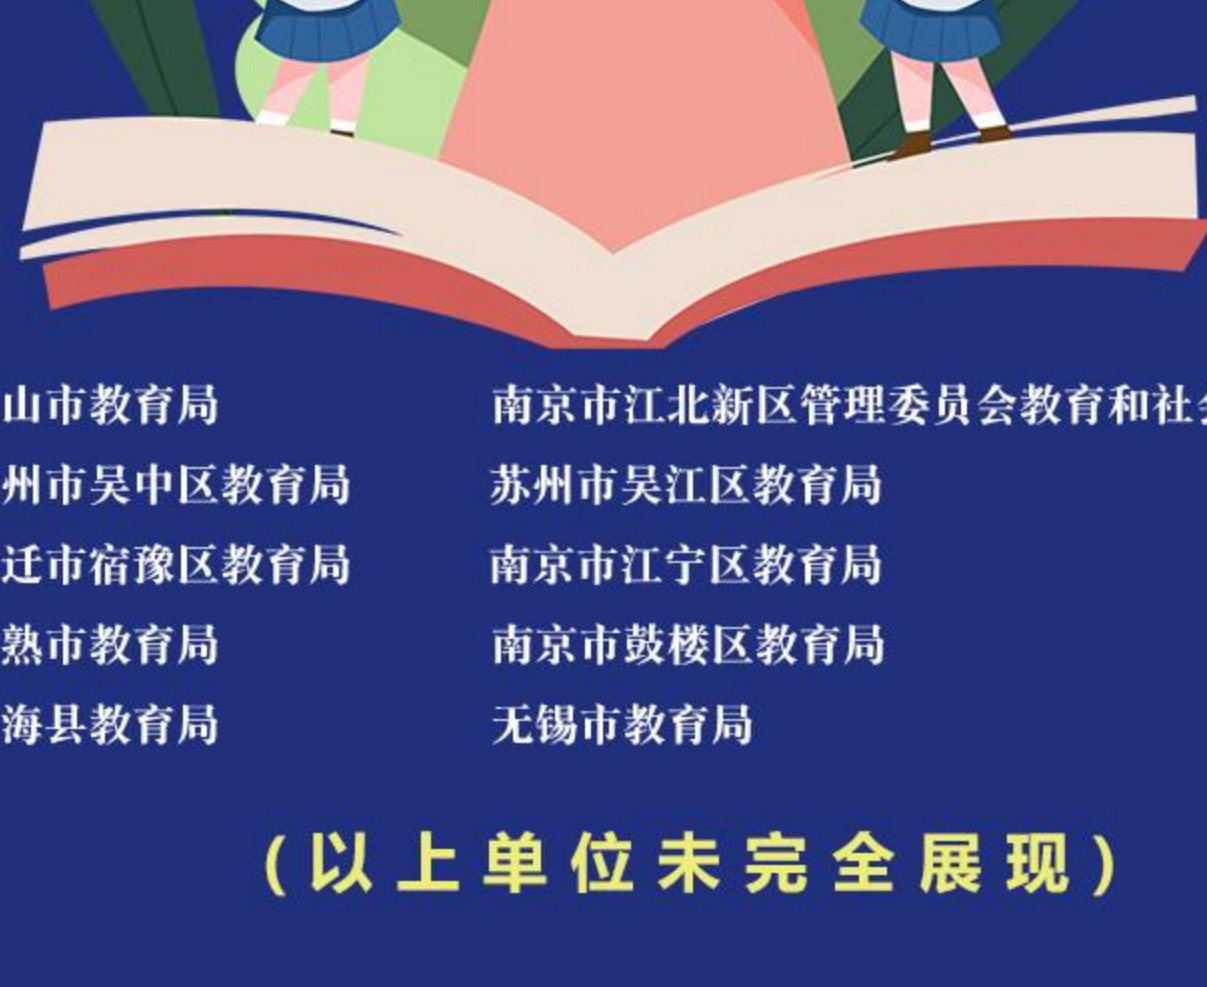 山市教育局 南京市江北新区管理委员会教育和社会
州市吴中区教育局 苏州市吴江区教育局
迁市宿豫区教育局 南京市江宁区教育局
熟市教育局 南京市鼓楼区教育局
海县教育局 无锡市教育局
(以上单位未完全展现)